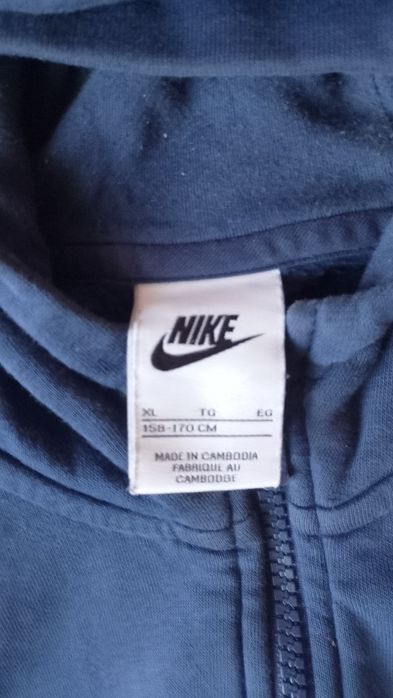 NIKE
XL TG EG
158-170 CM
MADE IN CAMBODIA
FABRIQUE AU
CAMBODGE